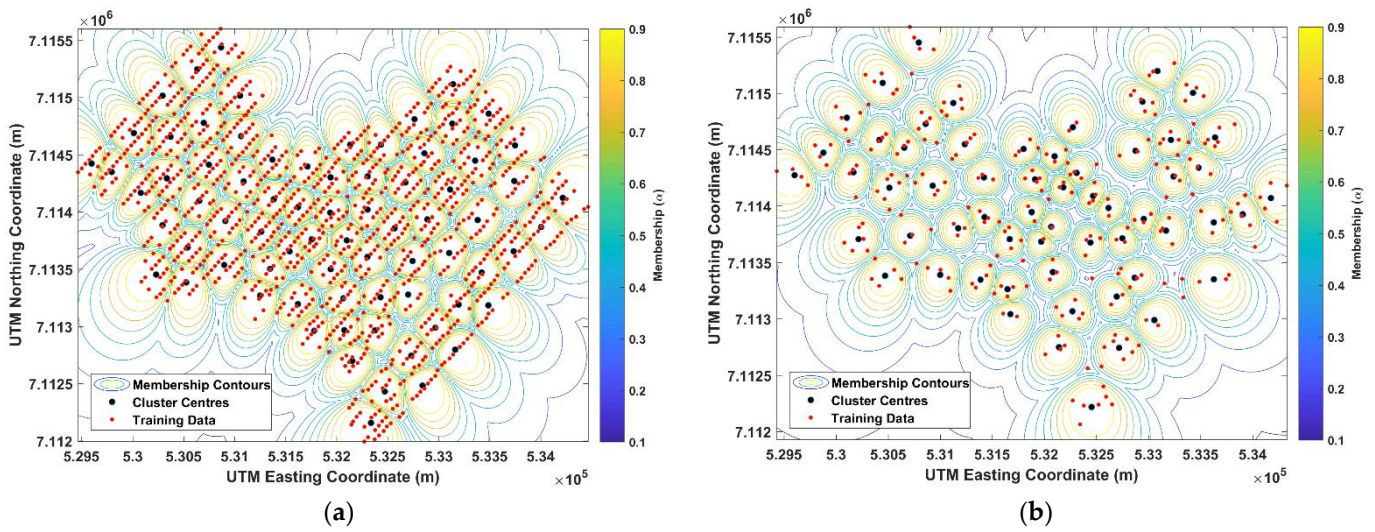 ×10⁶
7.1155
7.115
7.1145
7.114
7.1135
7.113
7.1125
7.112
UTM Northing Coordinate (m)
Membership Contours
Cluster Centres
Training Data
5.295 5.3 5.305 5.31 5.315 5.32 5.325 5.33 5.335 5.34
UTM Easting Coordinate (m)
×10⁵
0.9
0.8
0.7
0.6
0.5
0.4
0.3
0.2
0.1
Membership (α)
(a)
×10⁶
7.1155
7.115
7.1145
7.114
7.1135
7.113
7.1125
7.112
UTM Northing Coordinate (m)
Membership Contours
Cluster Centres
Training Data
5.295 5.3 5.305 5.31 5.315 5.32 5.325 5.33 5.335 5.34
UTM Easting Coordinate (m)
×10⁵
0.9
0.8
0.7
0.6
0.5
0.4
0.3
0.2
0.1
Membership (α)
(b)